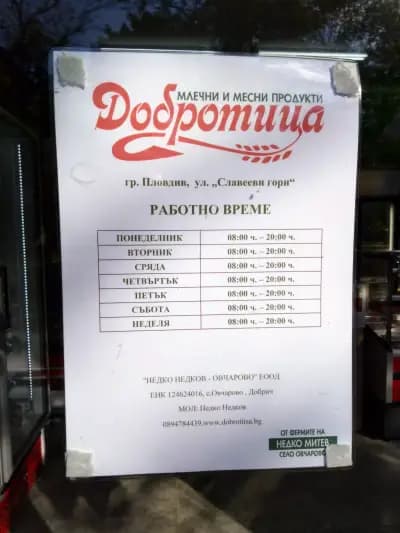 МЛЕЧНИ И МЕСНИ ПРОДУКТИ
Добротица
гр. Пловдив, ул. „Славееви гори“
РАБОТНО ВРЕМЕ
ПОНЕДЕЛНИК 08:00 ч. – 20:00 ч.
ВТОРНИК 08:00 ч. – 20:00 ч.
СРЯДА 08:00 ч. – 20:00 ч.
ЧЕТВЪРТЪК 08:00 ч. – 20:00 ч.
ПЕТЪК 08:00 ч. – 20:00 ч.
СЪБОТА 08:00 ч. – 20:00 ч.
НЕДЕЛЯ 08:00 ч. – 20:00 ч.
"НЕДКО НЕДКОВ - ОВЧАРОВО" ЕООД
ЕИК 124624016, с.Овчарово , Добрич
МОЛ: Недко Недков
0894784439,www.dobrotitsa.bg
ОТ ФЕРМИТЕ НА
НЕДКО МИТЕВ
СЕЛО ОВЧАРОВО